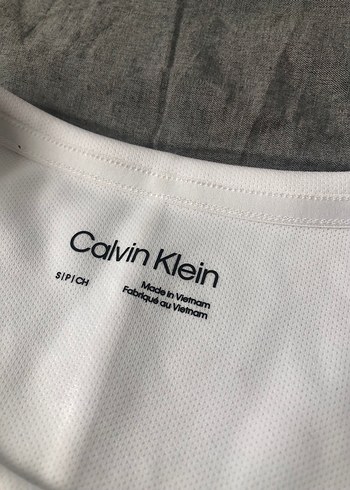 Calvin Klein
S|P|CH
Made in Vietnam
Fabriqué au Vietnam